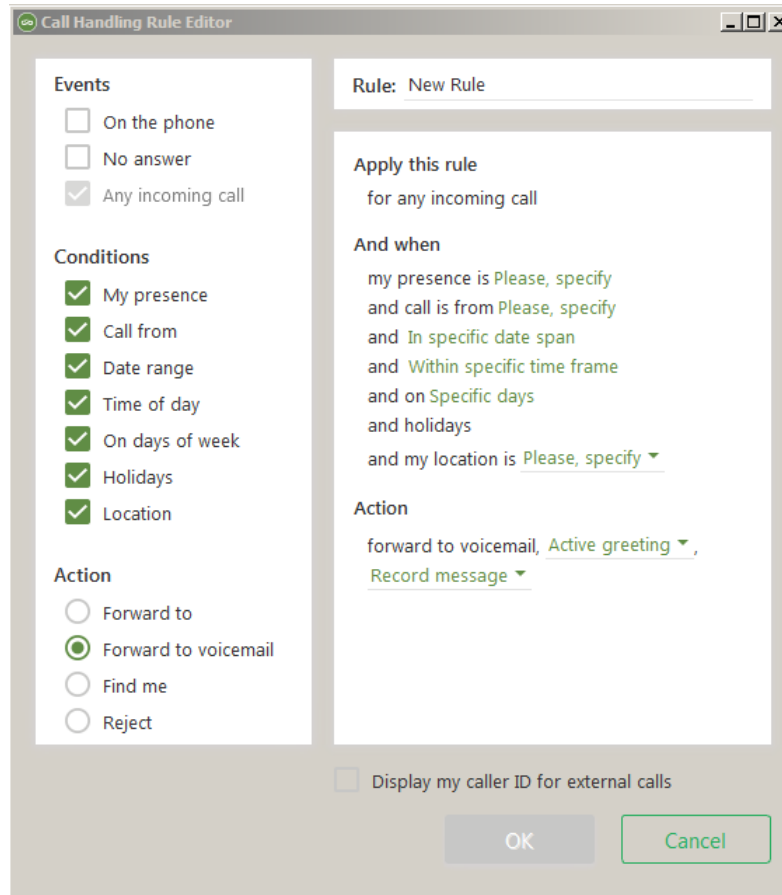 Call Handling Rule Editor
Events
On the phone
No answer
Any incoming call
Conditions
My presence
Call from
Date range
Time of day
On days of week
Holidays
Location
Action
Forward to
Forward to voicemail
Find me
Reject
Rule: New Rule
Apply this rule
for any incoming call
And when
my presence is Please, specify
and call is from Please, specify
and In specific date span
and Within specific time frame
and on Specific days
and holidays
and my location is Please, specify
Action
forward to voicemail, Active greeting ,
Record message
Display my caller ID for external calls
OK Cancel